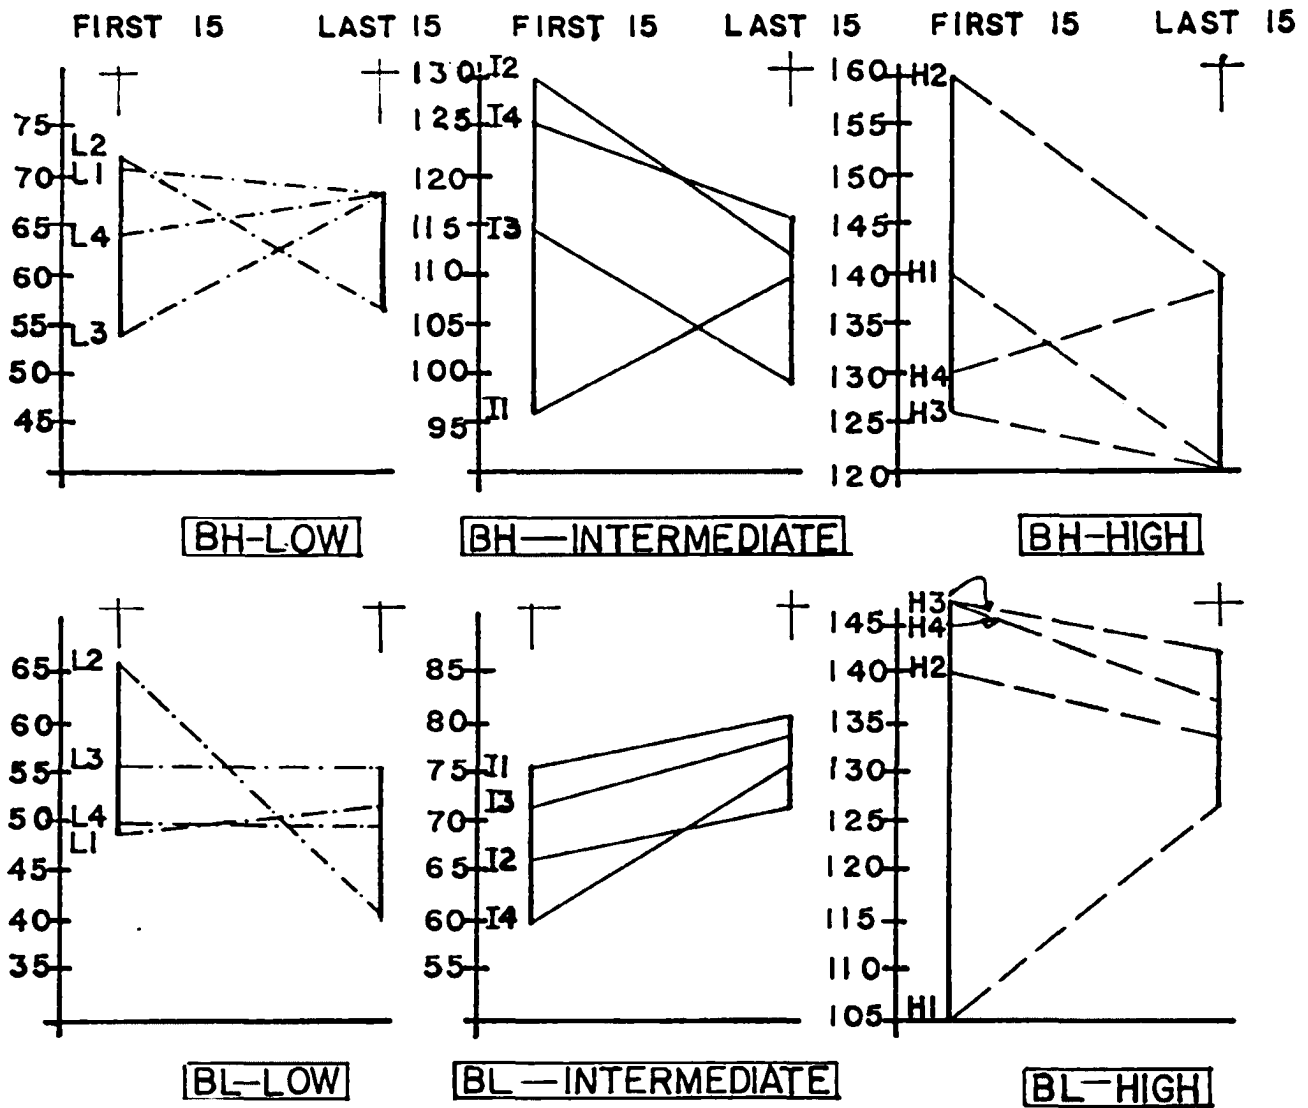 FIRST 15 LAST 15 FIRST 15 LAST 15 FIRST 15 LAST 15
75
70
65
60
55
50
45
L2
L1
L4
L3
130
125
120
115
110
105
100
95
I2
I4
I3
I1
160
155
150
145
140
135
130
125
120
H2
H1
H4
H3
BH-LOW
BH—INTERMEDIATE
BH-HIGH
65
60
55
50
45
40
35
L2
L3
L4
L1
85
80
75
70
65
60
55
I1
I3
I2
I4
145
140
135
130
125
120
115
110
105
H3
H4
H2
H1
BL-LOW
BL—INTERMEDIATE
BL-HIGH